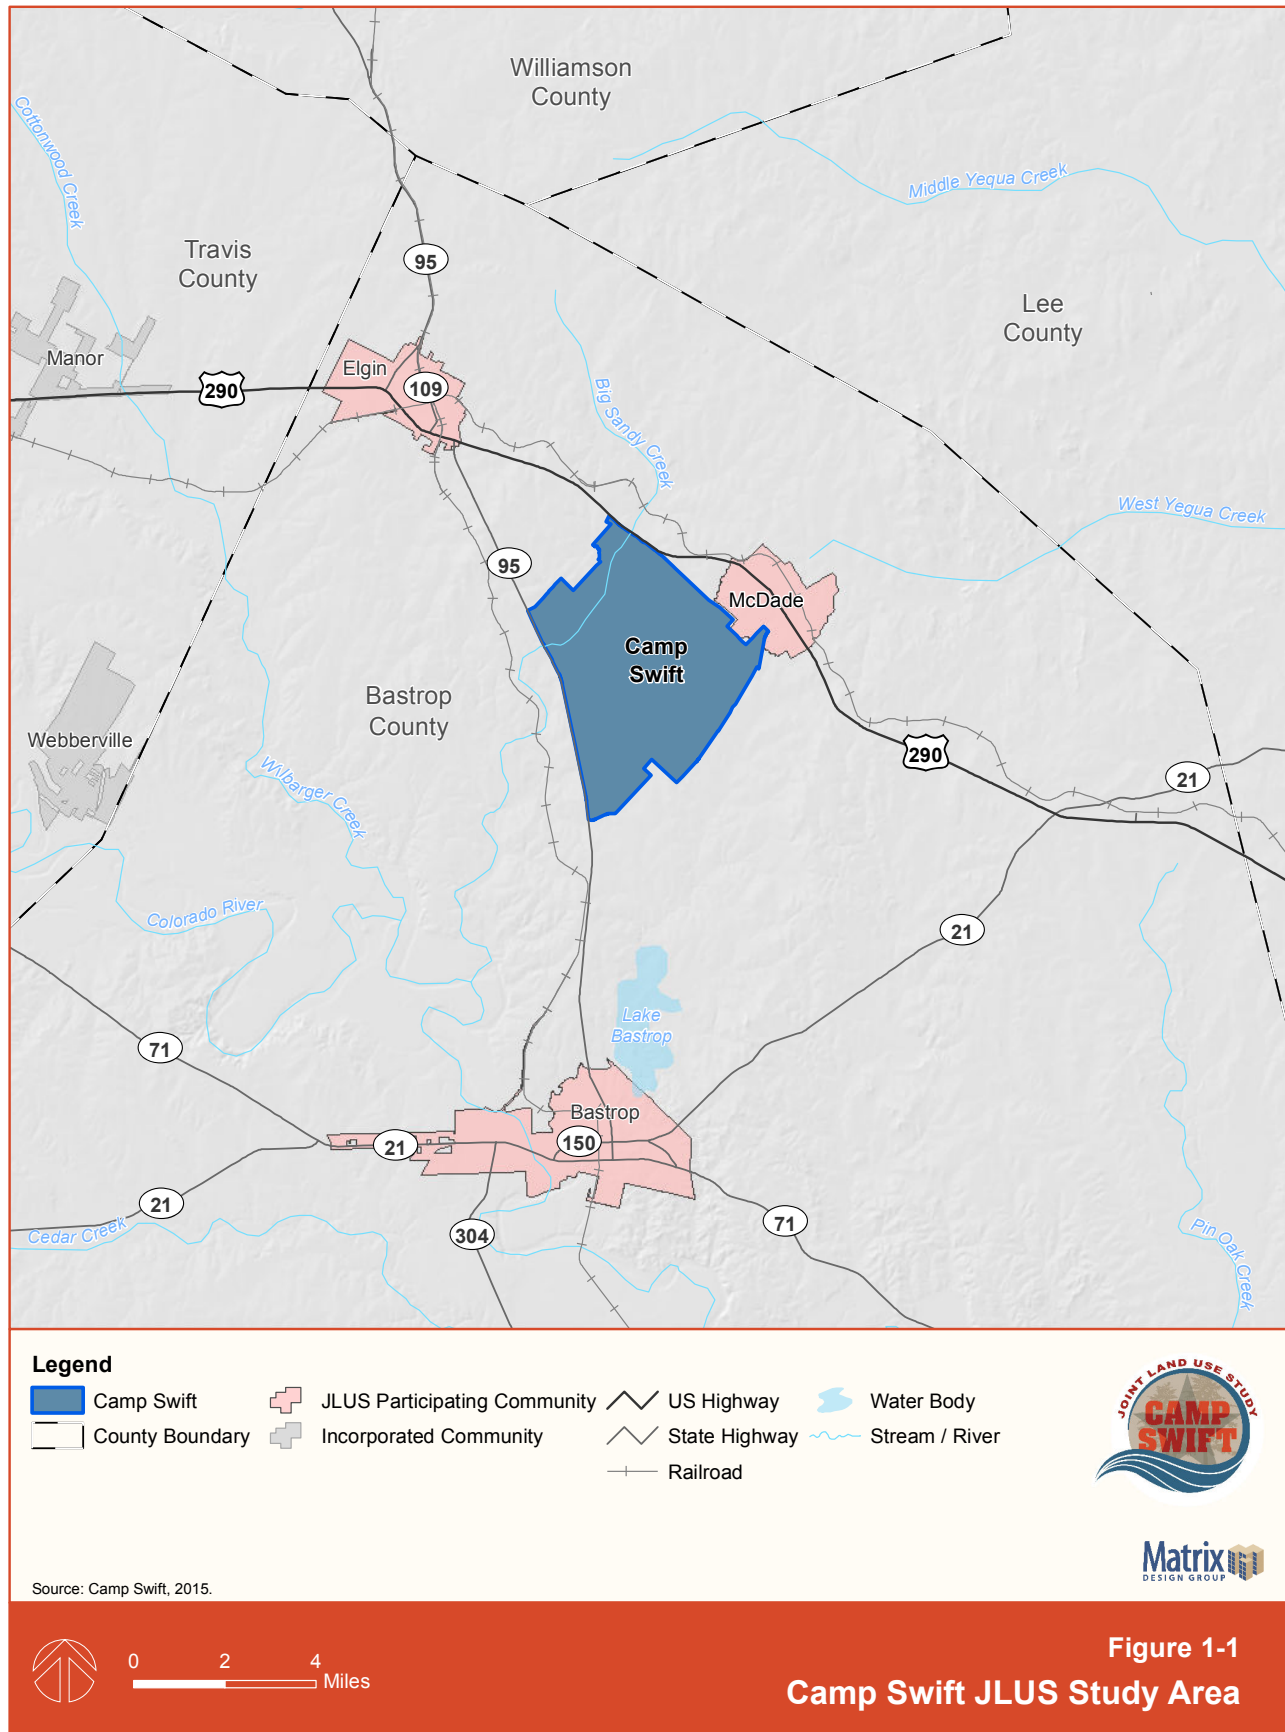 Williamson
County
Cottonwood Creek
Middle Yequa Creek
Travis
County
95
Lee
County
Manor
Elgin
290
109
Big Sandy Creek
West Yegua Creek
95
McDade
Camp
Swift
Bastrop
County
Webberville
290
21
Wilbarger Creek
Colorado River
21
Lake
Bastrop
71
Bastrop
150
21
21
71
Cedar Creek
304
Pin Oak Creek
Legend
Camp Swift
JLUS Participating Community
US Highway
Water Body
County Boundary
Incorporated Community
State Highway
Stream / River
Railroad
JOINT LAND USE STUDY
CAMP
SWIFT
Matrix
DESIGN GROUP
Source: Camp Swift, 2015.
0 2 4
Miles
Figure 1-1
Camp Swift JLUS Study Area